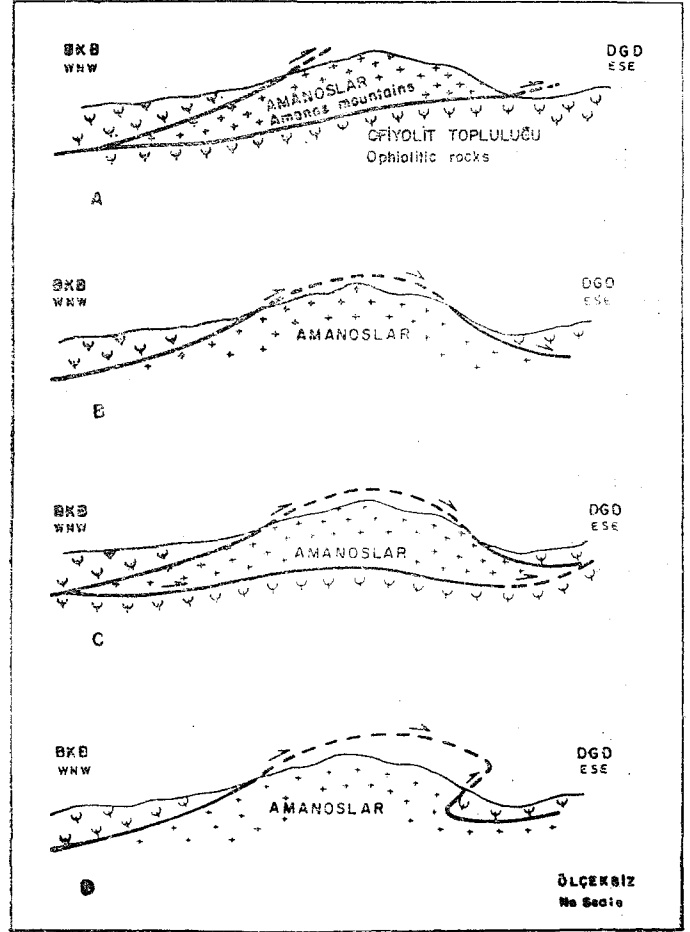 BKB
WNW
DGD
ESE
AMANOSLAR
Amanos mountains
OFİYOLİT TOPLULUĞU
Ophiolitic rocks
A
BKB
WNW
DGD
ESE
AMANOSLAR
B
BKB
WNW
DGD
ESE
AMANOSLAR
C
BKB
WNW
DGD
ESE
AMANOSLAR
D
ÖLÇEKSİZ
No Scale